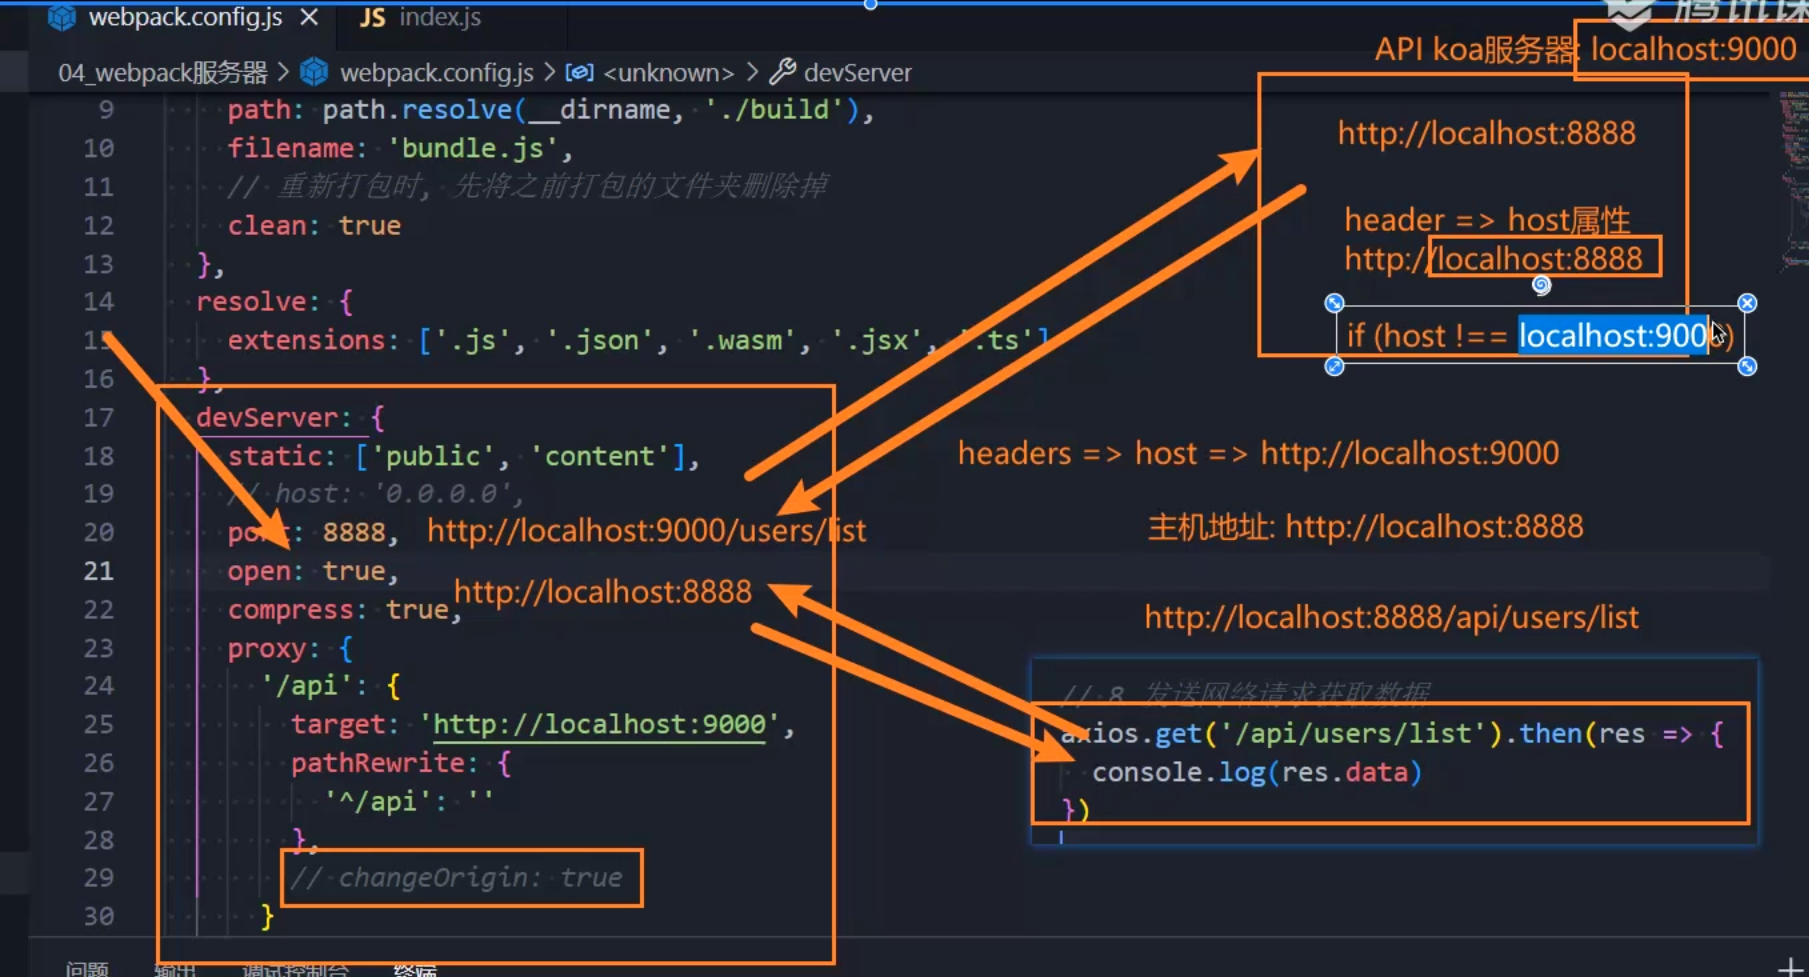 webpack.config.js
JS index.js
腾讯课
04_webpack服务器 > webpack.config.js > <unknown> > devServer
API koa服务器: localhost:9000
9 path: path.resolve(__dirname, './build'),
10 filename: 'bundle.js',
11 // 重新打包时, 先将之前打包的文件夹删除掉
12 clean: true
13 },
14 resolve: {
15 extensions: ['.js', '.json', '.wasm', '.jsx', '.ts']
16 },
17 devServer: {
18 static: ['public', 'content'],
19 // host: '0.0.0.0',
20 port: 8888,
21 open: true,
22 compress: true,
23 proxy: {
24 '/api': {
25 target: 'http://localhost:9000',
26 pathRewrite: {
27 '^/api': ''
28 },
29 // changeOrigin: true
30 }
http://localhost:9000/users/list
http://localhost:8888
http://localhost:8888
header => host属性
http://localhost:8888
if (host !== localhost:9000)
headers => host => http://localhost:9000
主机地址: http://localhost:8888
http://localhost:8888/api/users/list
// 8 发送网络请求获取数据
axios.get('/api/users/list').then(res => {
console.log(res.data)
})
问题 输出 调试控制台 终端